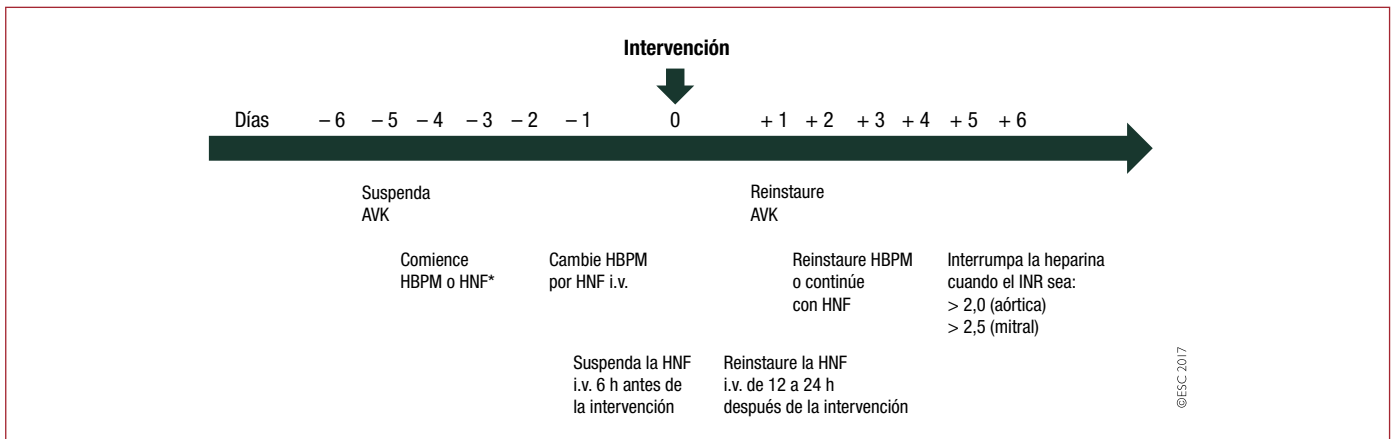 Intervención
Días – 6 – 5 – 4 – 3 – 2 – 1 0 + 1 + 2 + 3 + 4 + 5 + 6
Suspenda
AVK
Reinstaure
AVK
Comience
HBPM o HNF*
Cambie HBPM
por HNF i.v.
Reinstaure HBPM
o continúe
con HNF
Interrumpa la heparina
cuando el INR sea:
> 2,0 (aórtica)
> 2,5 (mitral)
Suspenda la HNF
i.v. 6 h antes de
la intervención
Reinstaure la HNF
i.v. de 12 a 24 h
después de la intervención
©ESC 2017